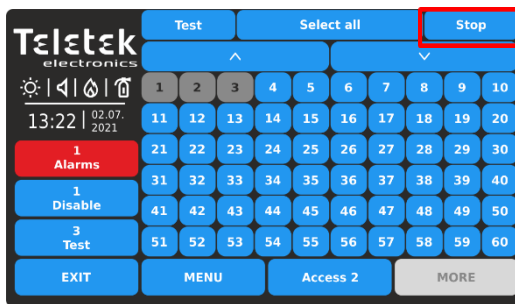 Teletek
electronics
13:22 02.07.
2021
1
Alarms
1
Disable
3
Test
EXIT
Test Select all Stop
1 2 3 4 5 6 7 8 9 10
11 12 13 14 15 16 17 18 19 20
21 22 23 24 25 26 27 28 29 30
31 32 33 34 35 36 37 38 39 40
41 42 43 44 45 46 47 48 49 50
51 52 53 54 55 56 57 58 59 60
MENU Access 2 MORE